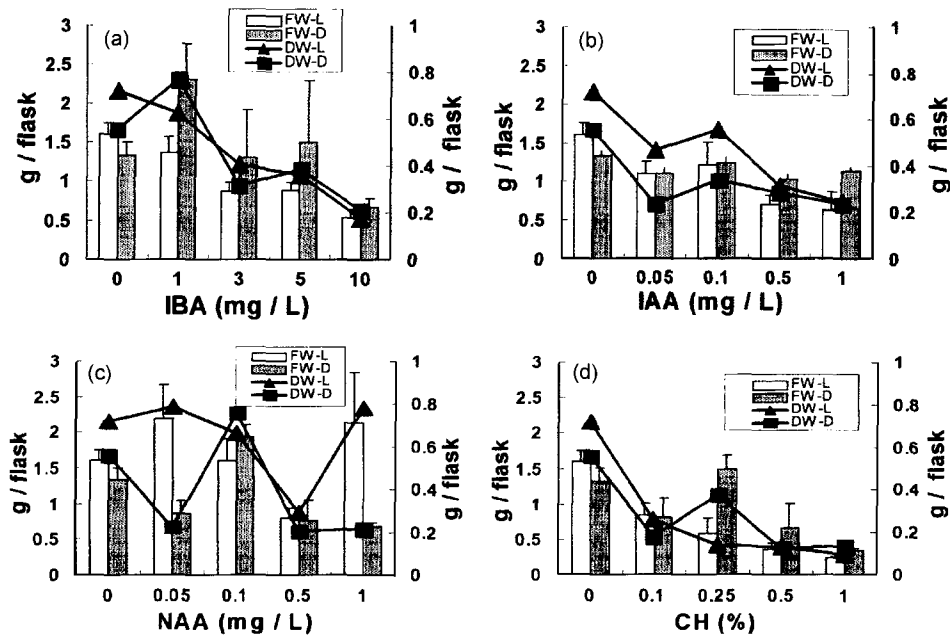 (a)
FW-L
FW-D
DW-L
DW-D
3
2.5
2
1.5
1
0.5
0
g / flask
1
0.8
0.6
0.4
0.2
0
g / flask
0 1 3 5 10
IBA (mg / L)
(b)
FW-L
FW-D
DW-L
DW-D
3
2.5
2
1.5
1
0.5
0
g / flask
1
0.8
0.6
0.4
0.2
0
g / flask
0 0.05 0.1 0.5 1
IAA (mg / L)
(c)
FW-L
FW-D
DW-L
DW-D
3
2.5
2
1.5
1
0.5
0
g / flask
1
0.8
0.6
0.4
0.2
0
g / flask
0 0.05 0.1 0.5 1
NAA (mg / L)
(d)
FW-L
FW-D
DW-L
DW-D
3
2.5
2
1.5
1
0.5
0
g / flask
1
0.8
0.6
0.4
0.2
0
g / flask
0 0.1 0.25 0.5 1
CH (%)